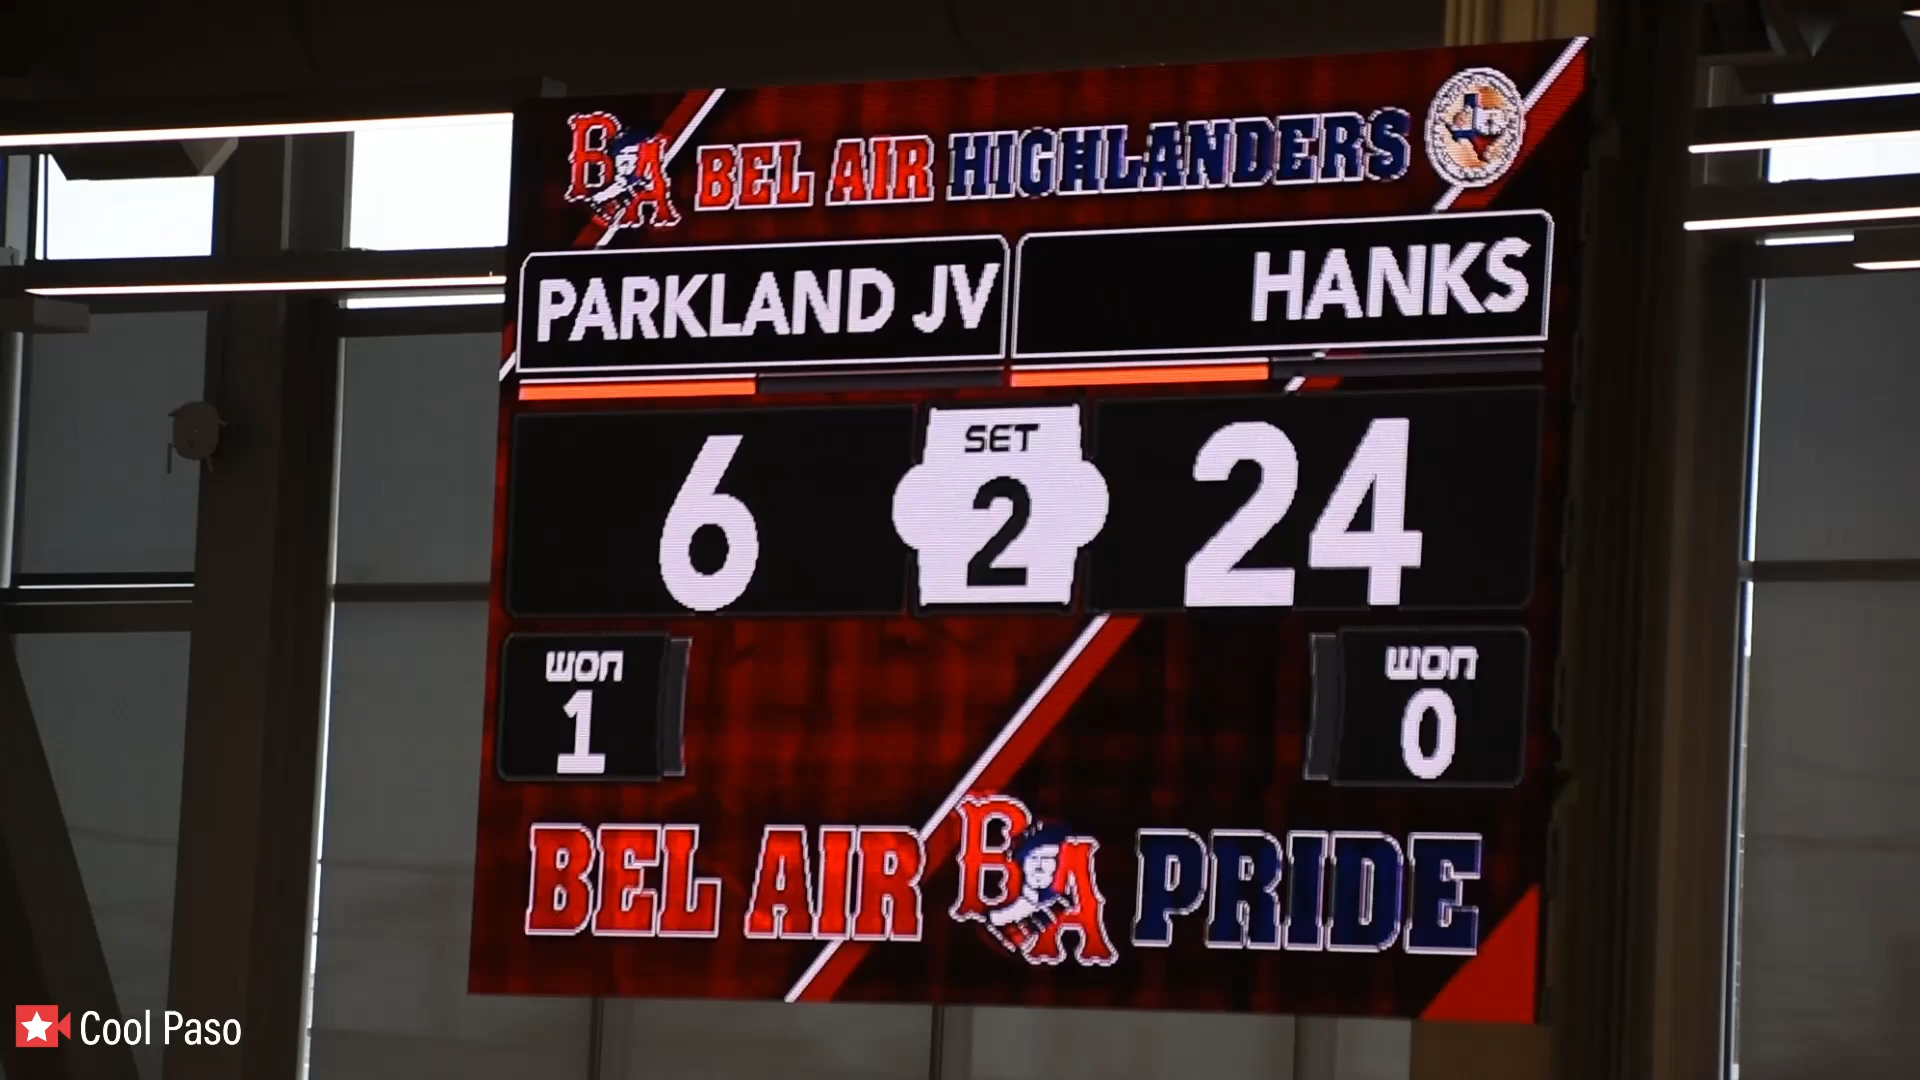 BA BEL AIR HIGHLANDERS
PARKLAND JV HANKS
6 SET 2 24
WON 1 WON 0
BEL AIR BA PRIDE
Cool Paso